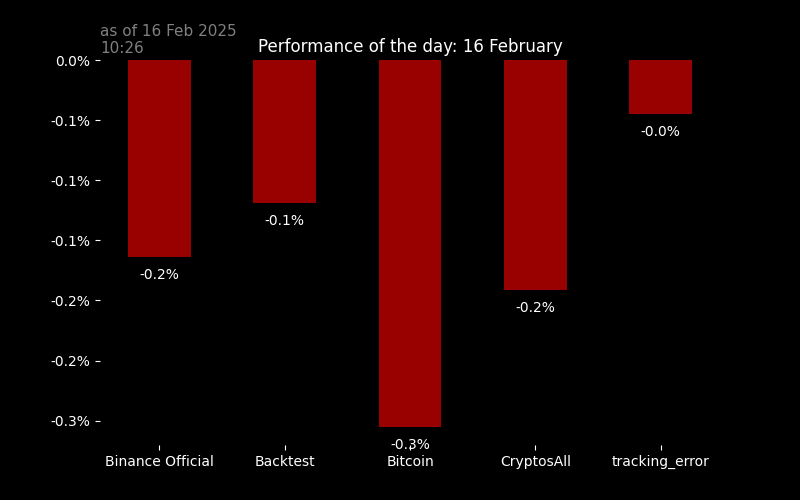 as of 16 Feb 2025
10:26
Performance of the day: 16 February
0.0%
-0.1%
-0.1%
-0.1%
-0.2%
-0.2%
-0.3%
-0.2%
-0.1%
-0.3%
-0.2%
-0.0%
Binance Official
Backtest
Bitcoin
CryptosAll
tracking_error